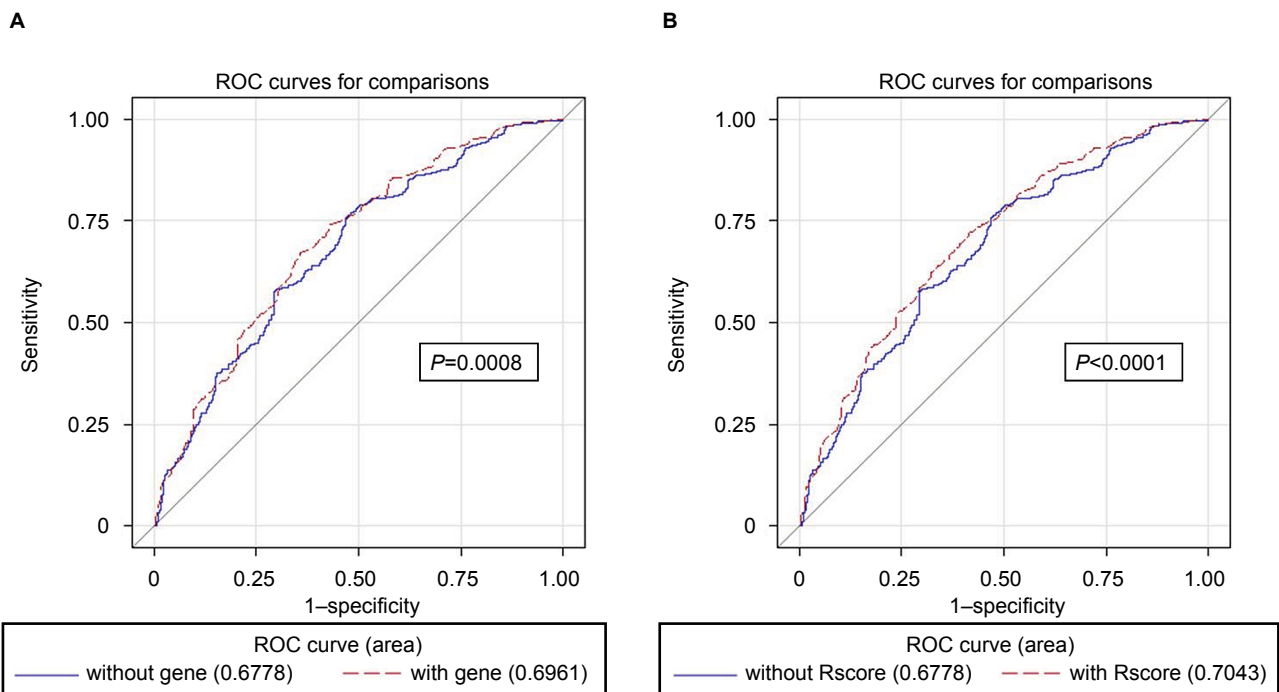 A
ROC curves for comparisons
1.00
0.75
0.50
0.25
0
Sensitivity
P=0.0008
0 0.25 0.50 0.75 1.00
1–specificity
ROC curve (area)
without gene (0.6778) with gene (0.6961)
B
ROC curves for comparisons
1.00
0.75
0.50
0.25
0
Sensitivity
P<0.0001
0 0.25 0.50 0.75 1.00
1–specificity
ROC curve (area)
without Rscore (0.6778) with Rscore (0.7043)